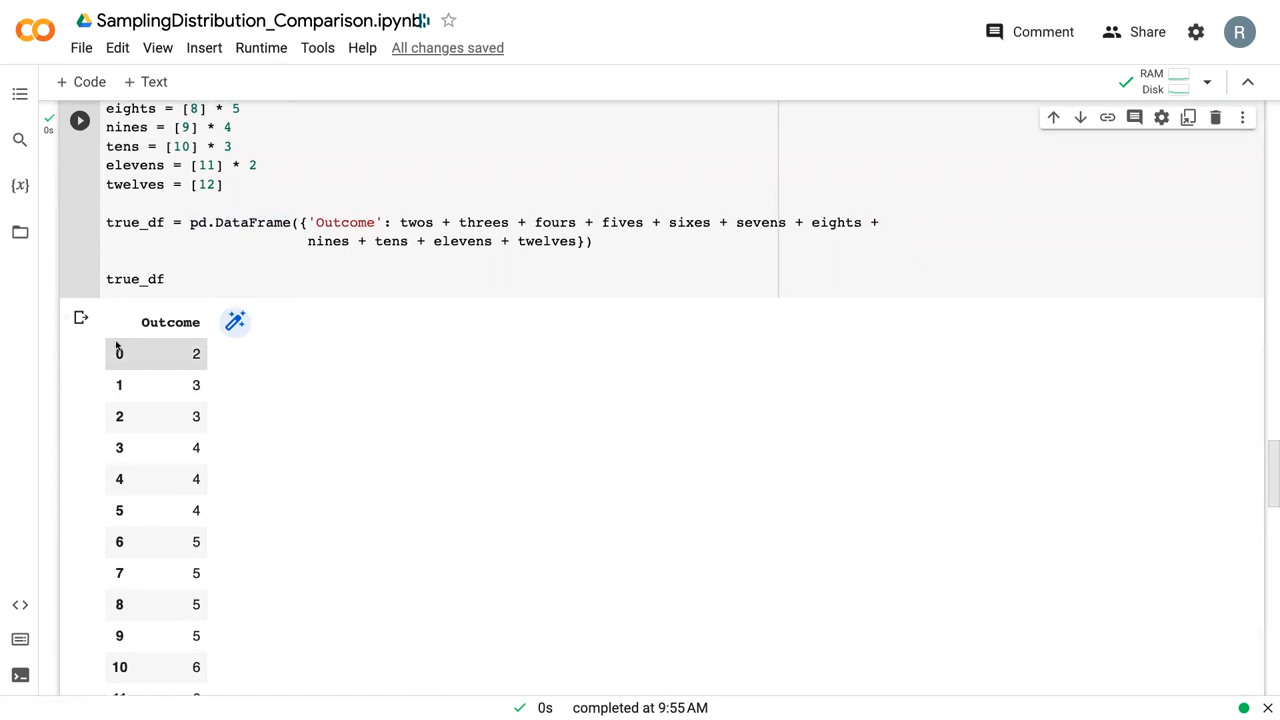 SamplingDistribution_Comparison.ipynb
File Edit View Insert Runtime Tools Help All changes saved
Comment Share R
+ Code + Text
RAM
Disk
0s
eights = [8] * 5
nines = [9] * 4
tens = [10] * 3
elevens = [11] * 2
twelves = [12]
true_df = pd.DataFrame({'Outcome': twos + threes + fours + fives + sixes + sevens + eights +
nines + tens + elevens + twelves})
true_df
Outcome
0 2
1 3
2 3
3 4
4 4
5 4
6 5
7 5
8 5
9 5
10 6
0s completed at 9:55 AM